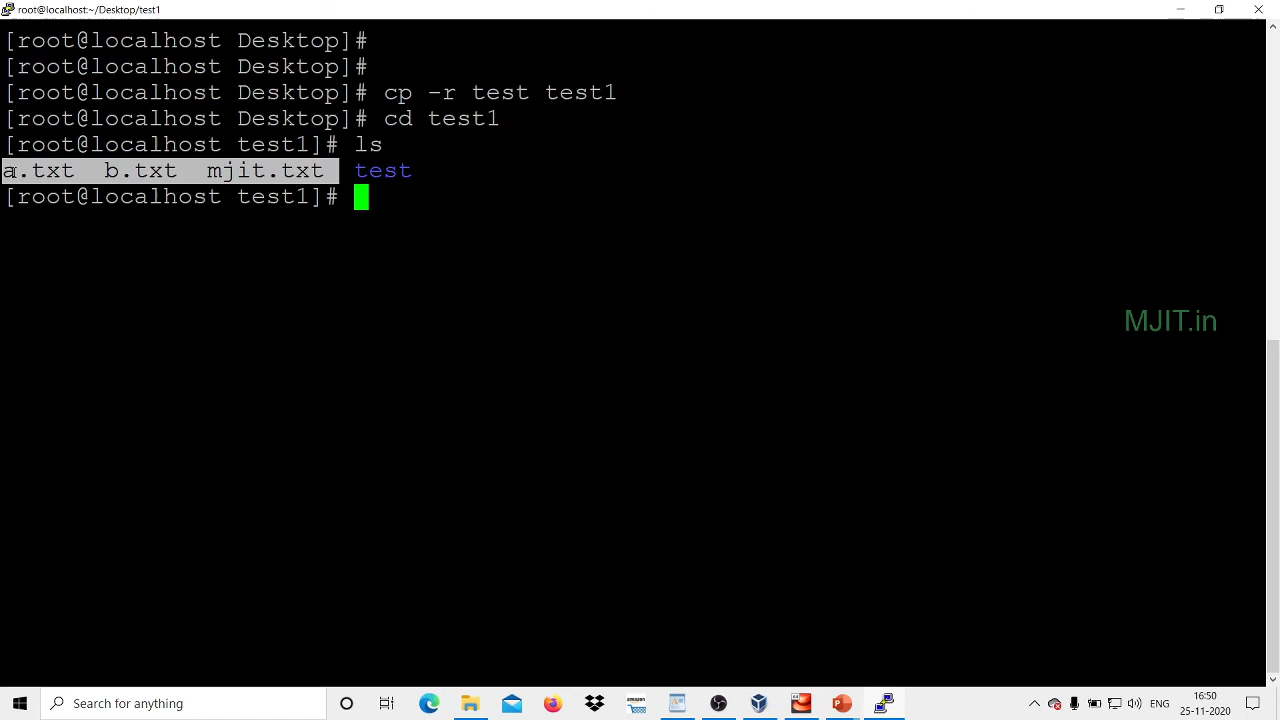 root@localhost:~/Desktop/test1
[root@localhost Desktop]#
[root@localhost Desktop]#
[root@localhost Desktop]# cp -r test test1
[root@localhost Desktop]# cd test1
[root@localhost test1]# ls
a.txt  b.txt  mjit.txt  test
[root@localhost test1]#
MJIT.in
Search for anything
amazon
ENG
16:50
25-11-2020